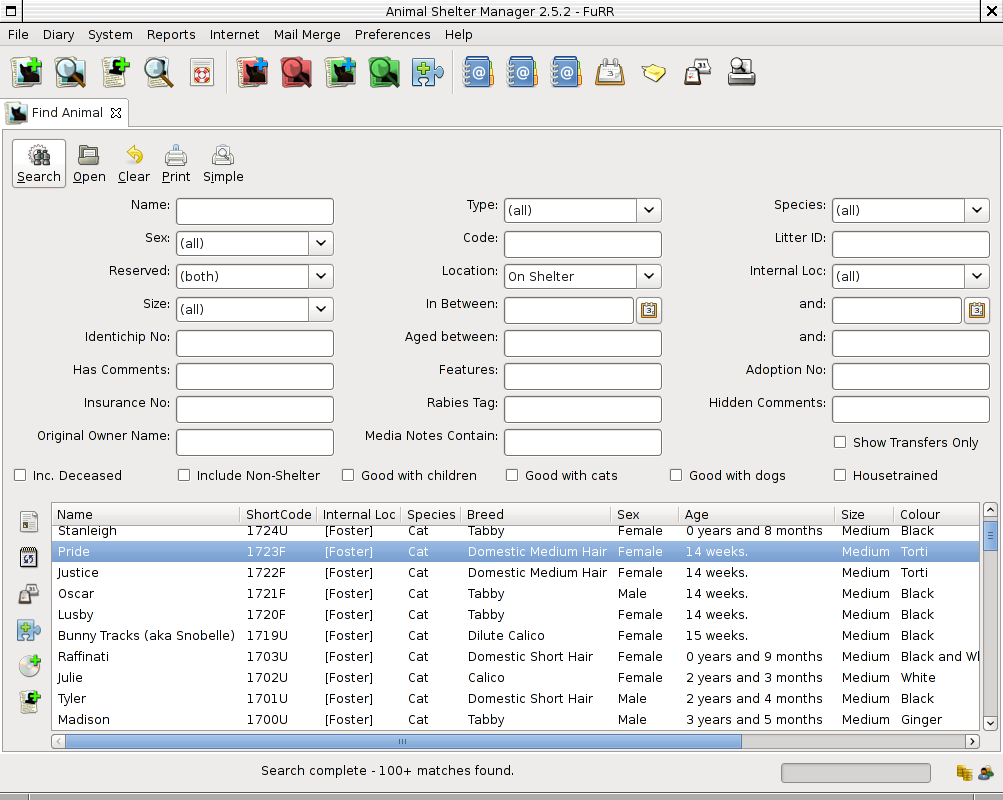 Animal Shelter Manager 2.5.2 - FuRR
File Diary System Reports Internet Mail Merge Preferences Help
Find Animal
Search Open Clear Print Simple
Name: Type: (all) Species: (all)
Sex: (all) Code: Litter ID:
Reserved: (both) Location: On Shelter Internal Loc: (all)
Size: (all) In Between: and:
Identichip No: Aged between: and:
Has Comments: Features: Adoption No:
Insurance No: Rabies Tag: Hidden Comments:
Original Owner Name: Media Notes Contain: Show Transfers Only
Inc. Deceased Include Non-Shelter Good with children Good with cats Good with dogs Housetrained
Name ShortCode Internal Loc Species Breed Sex Age Size Colour
Stanleigh 1724U [Foster] Cat Tabby Female 0 years and 8 months Medium Black
Pride 1723F [Foster] Cat Domestic Medium Hair Female 14 weeks. Medium Torti
Justice 1722F [Foster] Cat Domestic Medium Hair Female 14 weeks. Medium Torti
Oscar 1721F [Foster] Cat Tabby Male 14 weeks. Medium Black
Lusby 1720F [Foster] Cat Tabby Female 14 weeks. Medium Black
Bunny Tracks (aka Snobelle) 1719U [Foster] Cat Dilute Calico Female 15 weeks. Medium Black
Raffinati 1703U [Foster] Cat Domestic Short Hair Female 0 years and 9 months Medium Black and
Julie 1702U [Foster] Cat Calico Female 2 years and 3 months Medium White
Tyler 1701U [Foster] Cat Domestic Short Hair Male 2 years and 4 months Medium Black
Madison 1700U [Foster] Cat Tabby Male 3 years and 5 months Medium Ginger
Search complete - 100+ matches found.